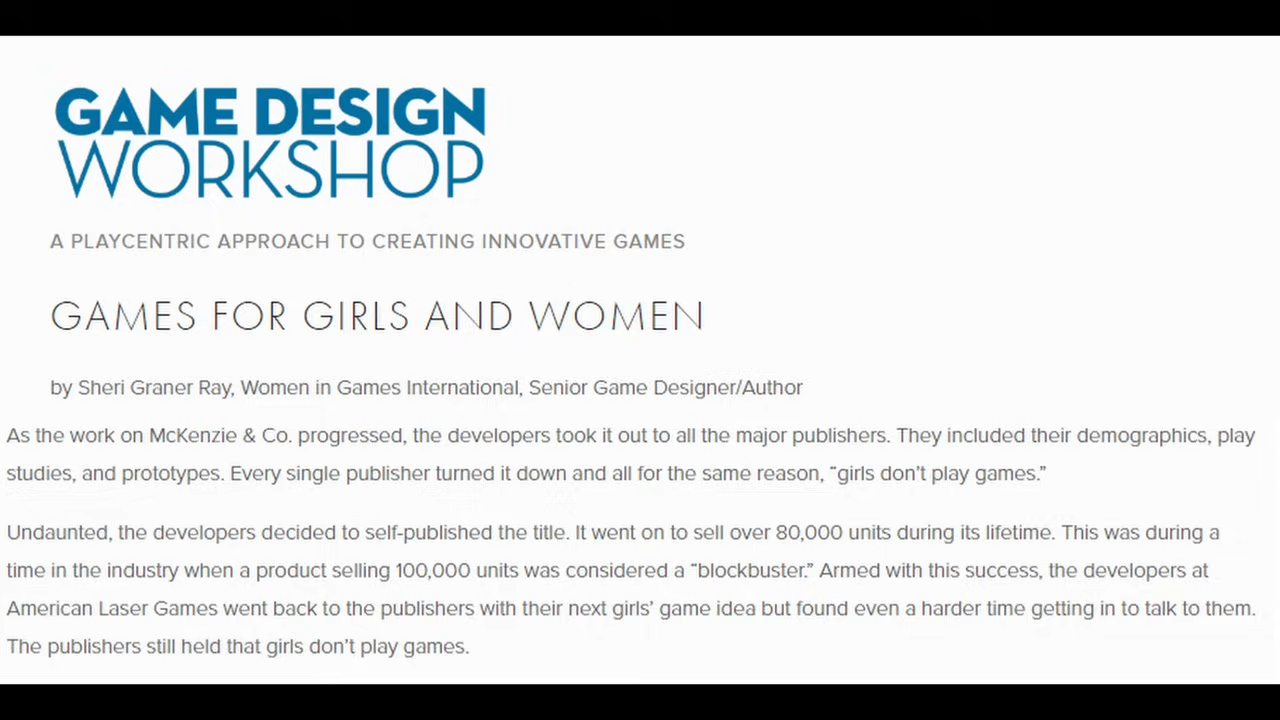 GAME DESIGN
WORKSHOP
A PLAYCENTRIC APPROACH TO CREATING INNOVATIVE GAMES
GAMES FOR GIRLS AND WOMEN
by Sheri Graner Ray, Women in Games International, Senior Game Designer/Author
As the work on McKenzie & Co. progressed, the developers took it out to all the major publishers. They included their demographics, play
studies, and prototypes. Every single publisher turned it down and all for the same reason, “girls don’t play games.”
Undaunted, the developers decided to self-published the title. It went on to sell over 80,000 units during its lifetime. This was during a
time in the industry when a product selling 100,000 units was considered a “blockbuster.” Armed with this success, the developers at
American Laser Games went back to the publishers with their next girls’ game idea but found even a harder time getting in to talk to them.
The publishers still held that girls don’t play games.